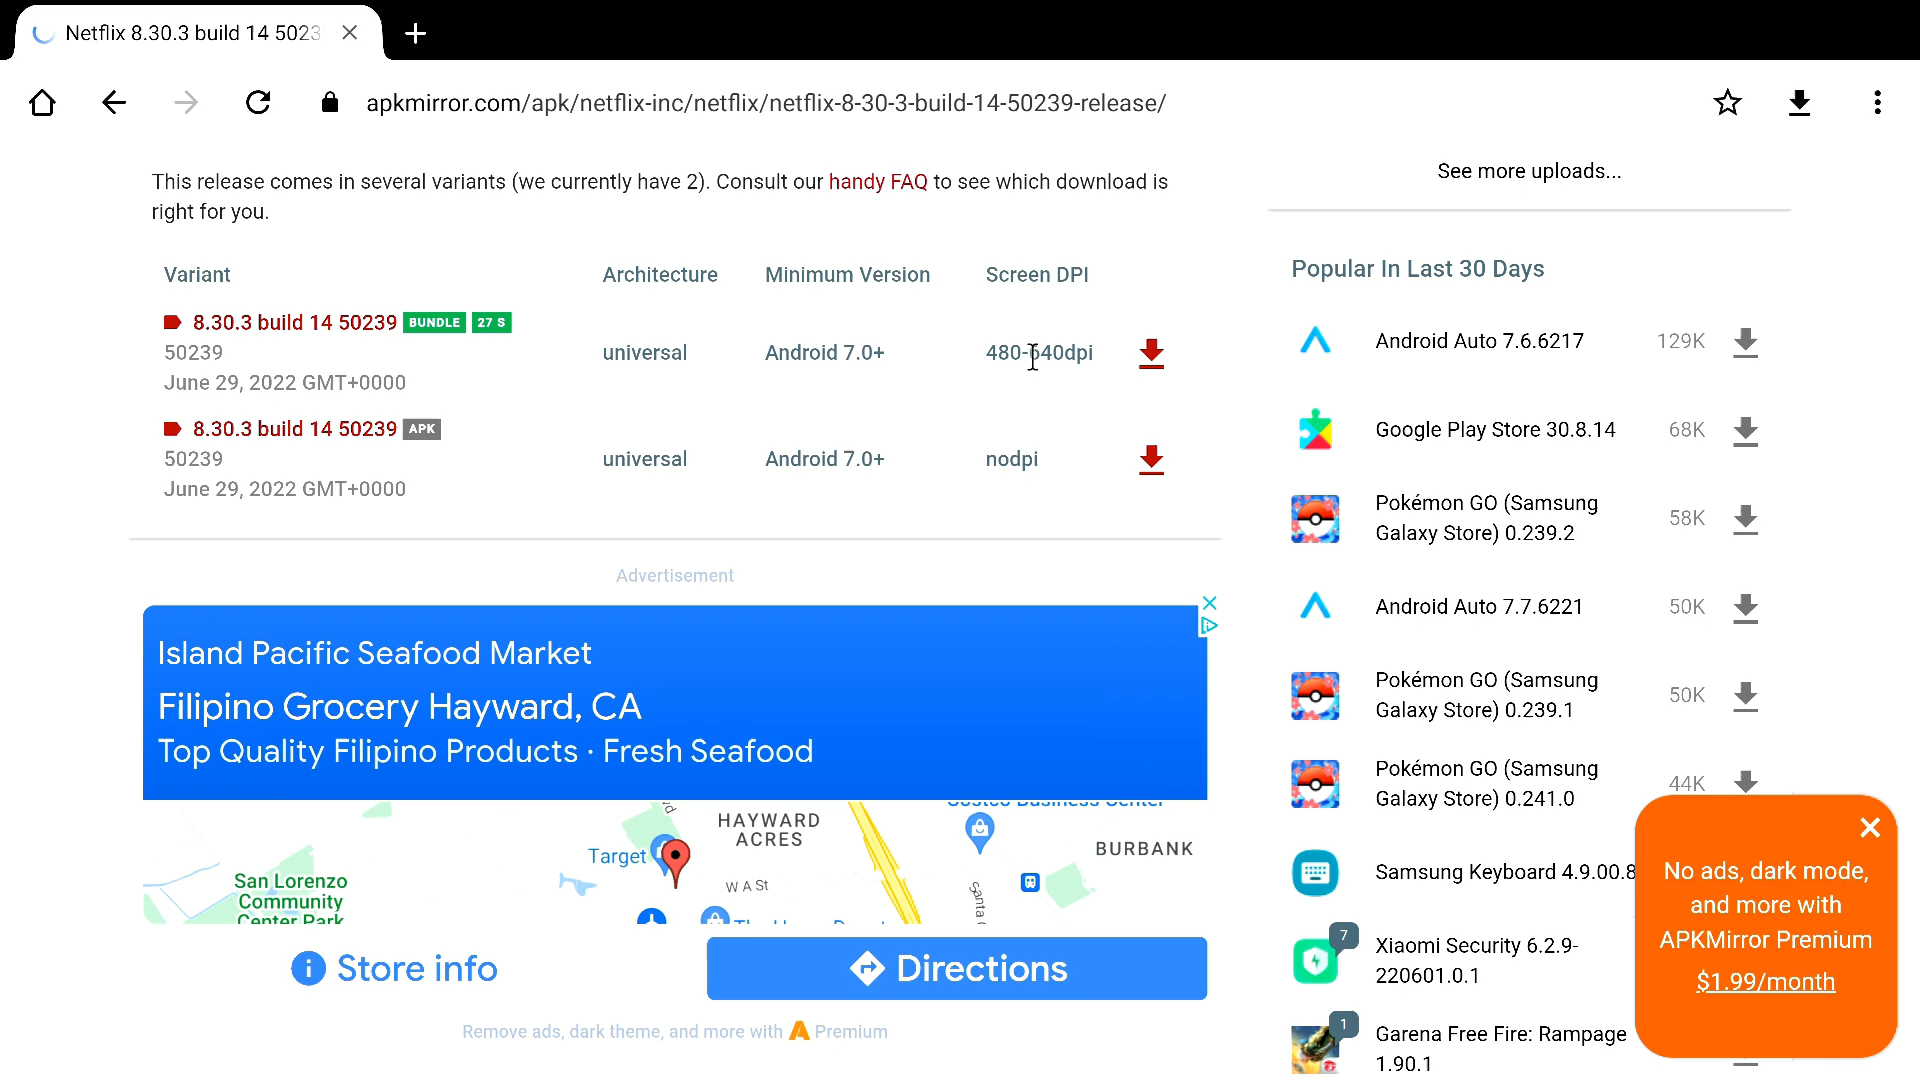 Netflix 8.30.3 build 14 5023
apkmirror.com/apk/netflix-inc/netflix/netflix-8-30-3-build-14-50239-release/
This release comes in several variants (we currently have 2). Consult our handy FAQ to see which download is
right for you.
Variant Architecture Minimum Version Screen DPI
8.30.3 build 14 50239 BUNDLE 27 S
50239
June 29, 2022 GMT+0000
universal Android 7.0+ 480-640dpi
8.30.3 build 14 50239 APK
50239
June 29, 2022 GMT+0000
universal Android 7.0+ nodpi
Advertisement
Island Pacific Seafood Market
Filipino Grocery Hayward, CA
Top Quality Filipino Products · Fresh Seafood
Costco Business Center
HAYWARD
ACRES
Target
BURBANK
W A St
Santa
San Lorenzo
Community
Center Park
Store info
Directions
Remove ads, dark theme, and more with Premium
See more uploads...
Popular In Last 30 Days
Android Auto 7.6.6217 129K
Google Play Store 30.8.14 68K
Pokémon GO (Samsung
Galaxy Store) 0.239.2 58K
Android Auto 7.7.6221 50K
Pokémon GO (Samsung
Galaxy Store) 0.239.1 50K
Pokémon GO (Samsung
Galaxy Store) 0.241.0 44K
Samsung Keyboard 4.9.00.8
7
Xiaomi Security 6.2.9-
220601.0.1
1
Garena Free Fire: Rampage
1.90.1
No ads, dark mode,
and more with
APKMirror Premium
$1.99/month